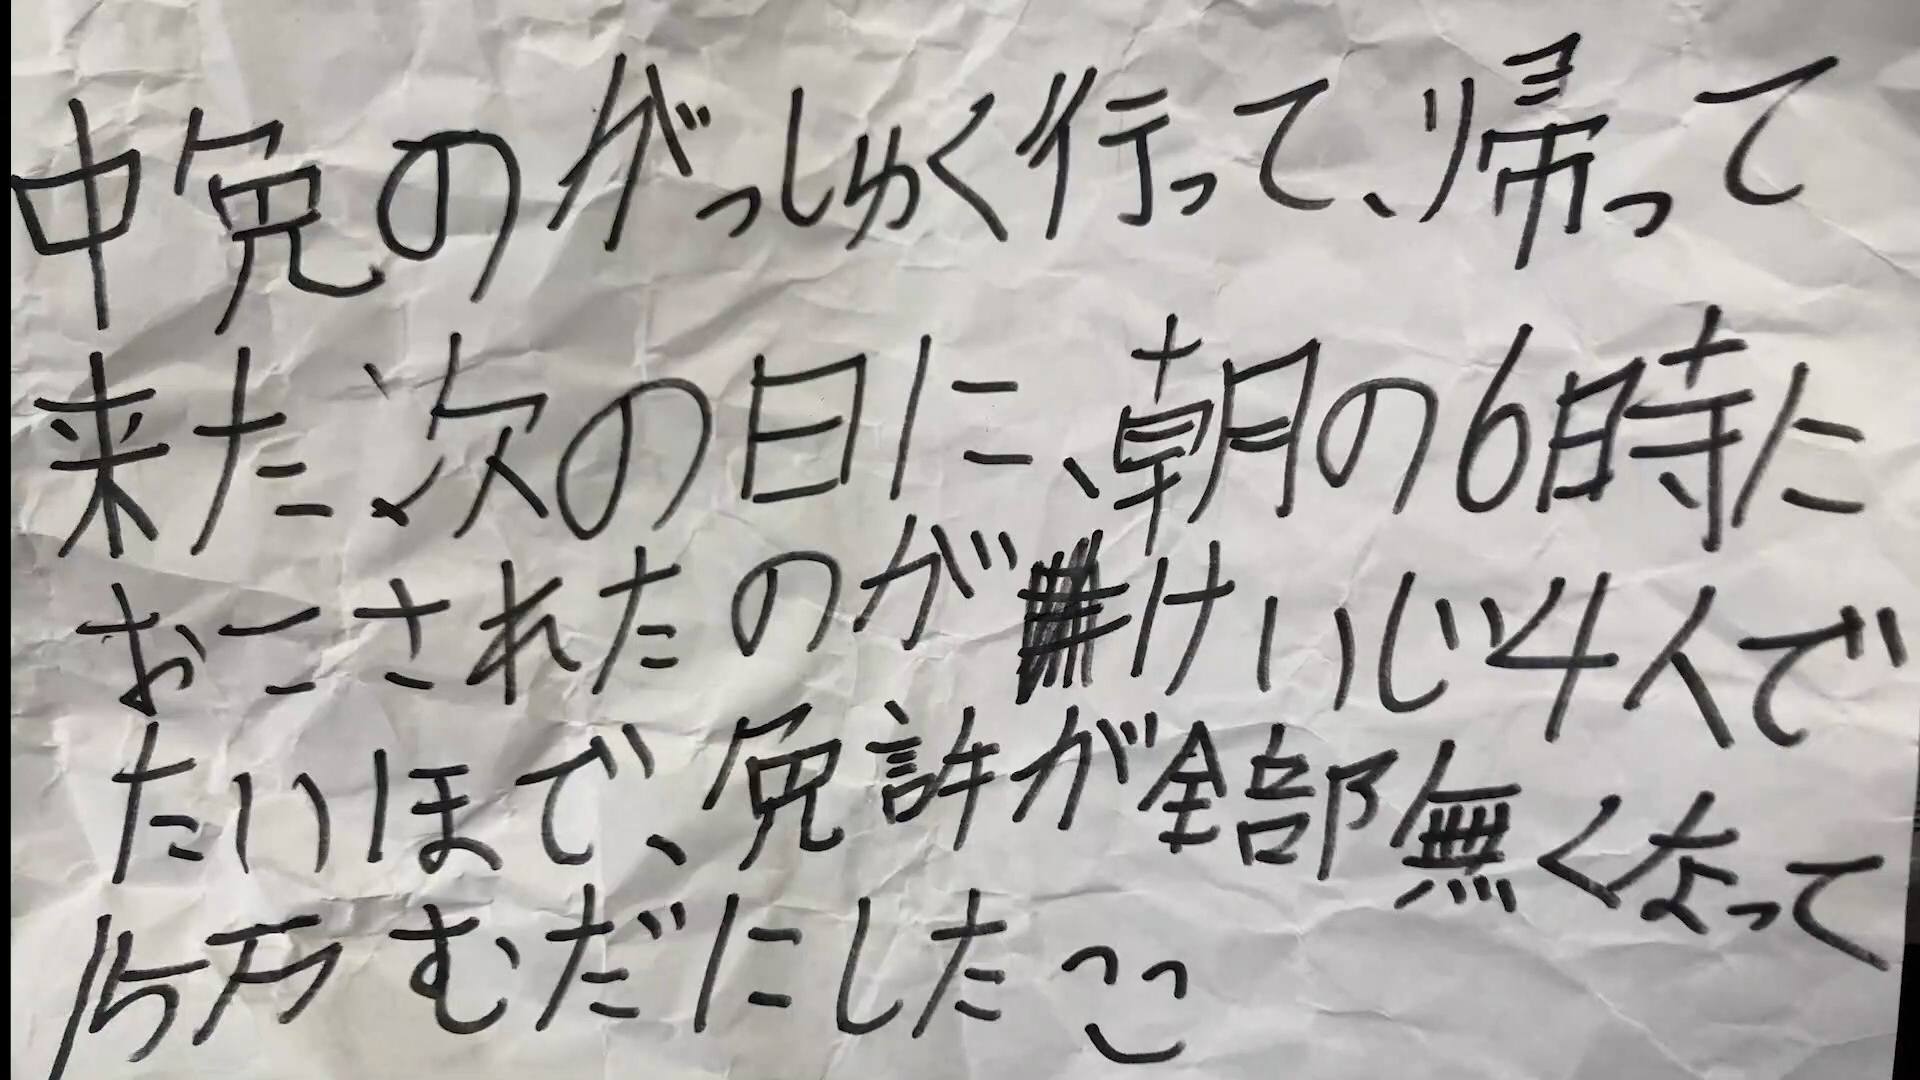 中免のがっしゅく行って、帰って
来た、次の日に、朝の6時に
おこされたのがけいじ4人で
たいほで、免許が全部無くなって
15万むだにした